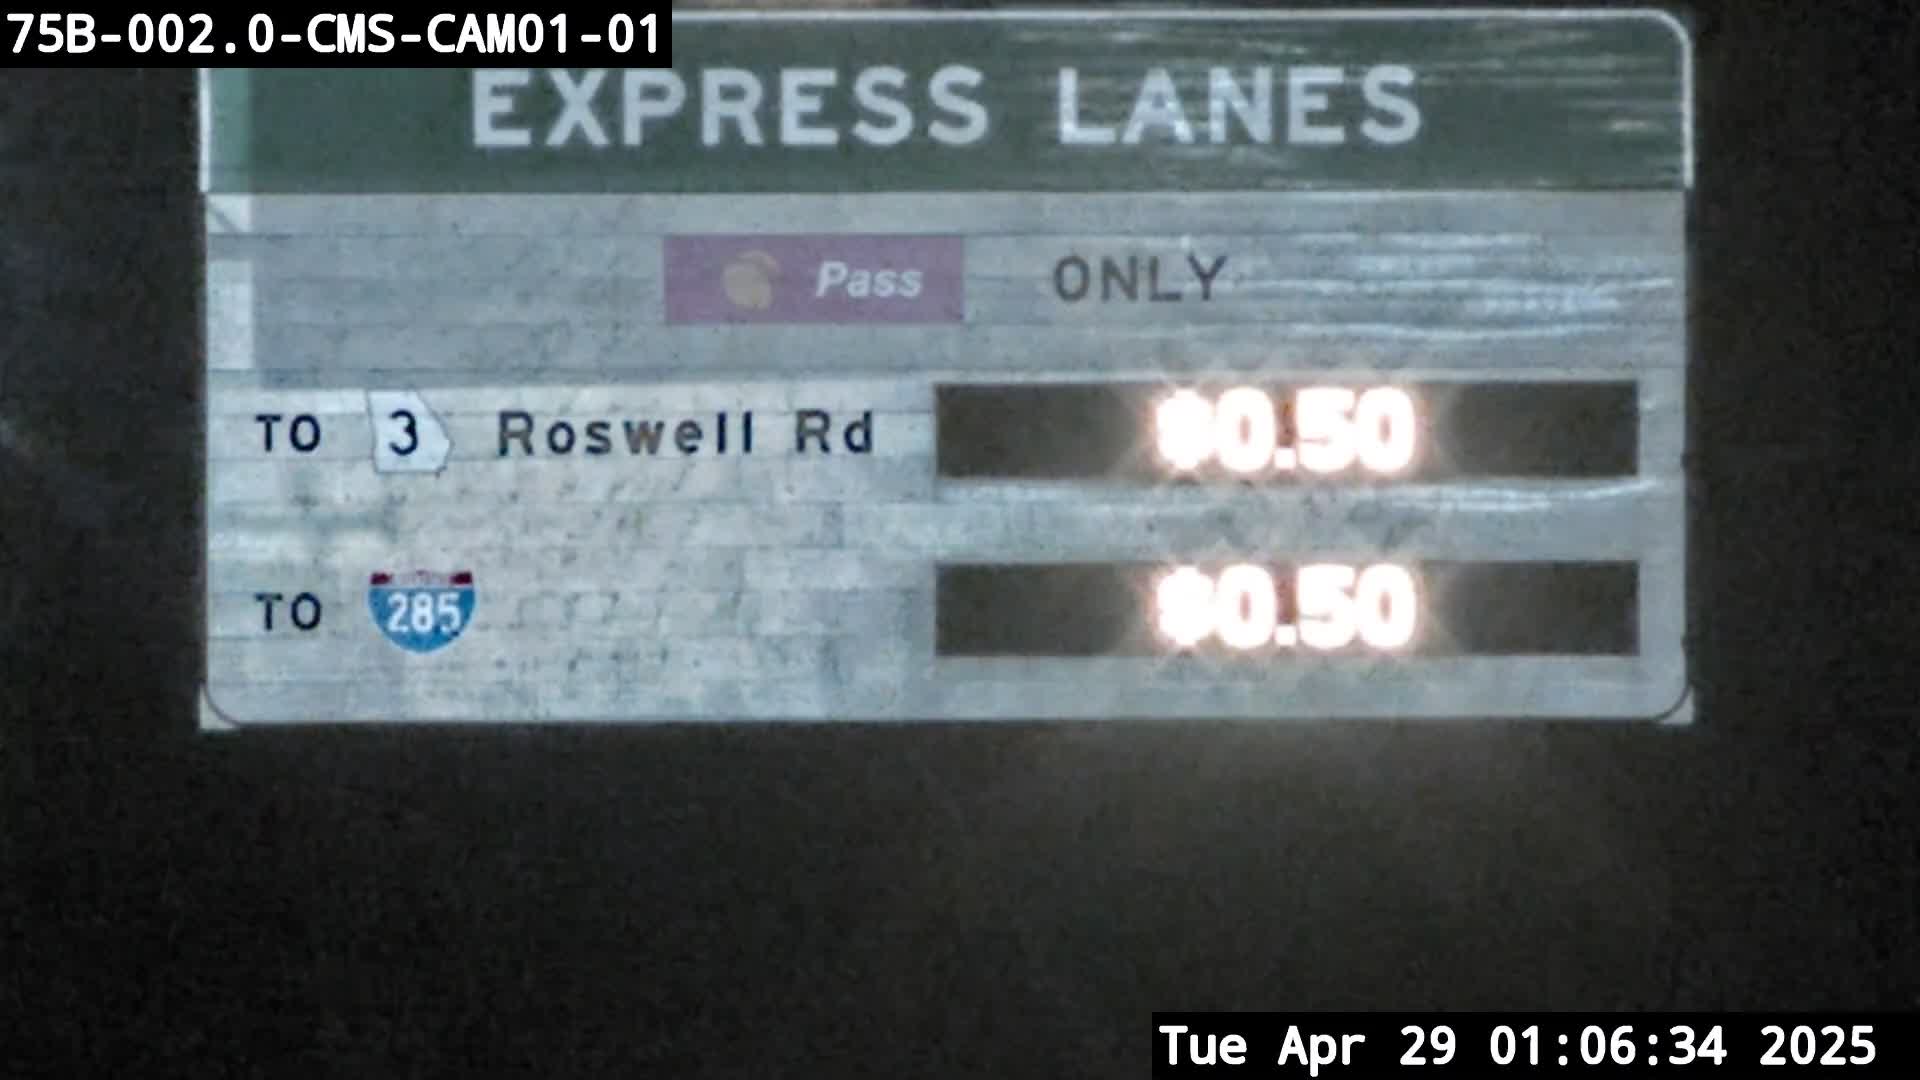 75B-002.0-CMS-CAM01-01
EXPRESS LANES
Pass ONLY
TO 3 Roswell Rd $0.50
TO 285 $0.50
Tue Apr 29 01:06:34 2025